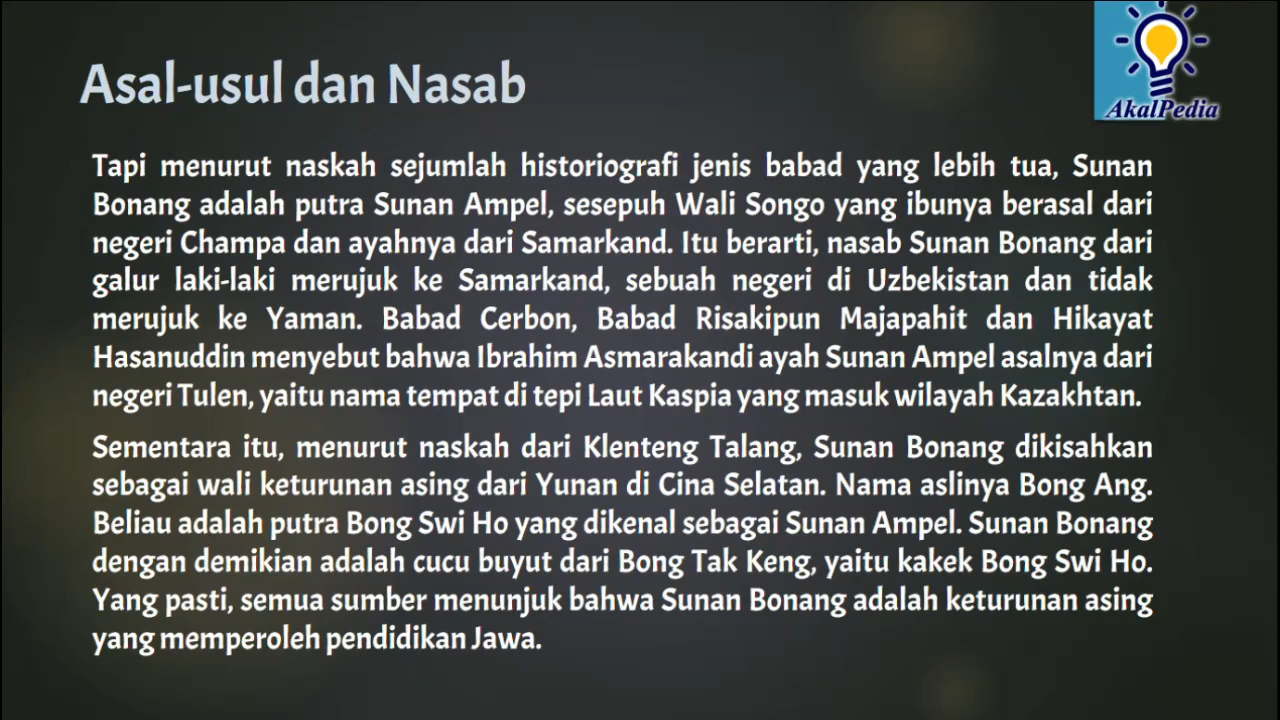 AkalPedia
Asal-usul dan Nasab
Tapi menurut naskah sejumlah historiografi jenis babad yang lebih tua, Sunan
Bonang adalah putra Sunan Ampel, sesepuh Wali Songo yang ibunya berasal dari
negeri Champa dan ayahnya dari Samarkand. Itu berarti, nasab Sunan Bonang dari
galur laki-laki merujuk ke Samarkand, sebuah negeri di Uzbekistan dan tidak
merujuk ke Yaman. Babad Cerbon, Babad Risakipun Majapahit dan Hikayat
Hasanuddin menyebut bahwa Ibrahim Asmarakandi ayah Sunan Ampel asalnya dari
negeri Tulen, yaitu nama tempat di tepi Laut Kaspia yang masuk wilayah Kazakhtan.
Sementara itu, menurut naskah dari Klenteng Talang, Sunan Bonang dikisahkan
sebagai wali keturunan asing dari Yunan di Cina Selatan. Nama aslinya Bong Ang.
Beliau adalah putra Bong Swi Ho yang dikenal sebagai Sunan Ampel. Sunan Bonang
dengan demikian adalah cucu buyut dari Bong Tak Keng, yaitu kakek Bong Swi Ho.
Yang pasti, semua sumber menunjuk bahwa Sunan Bonang adalah keturunan asing
yang memperoleh pendidikan Jawa.